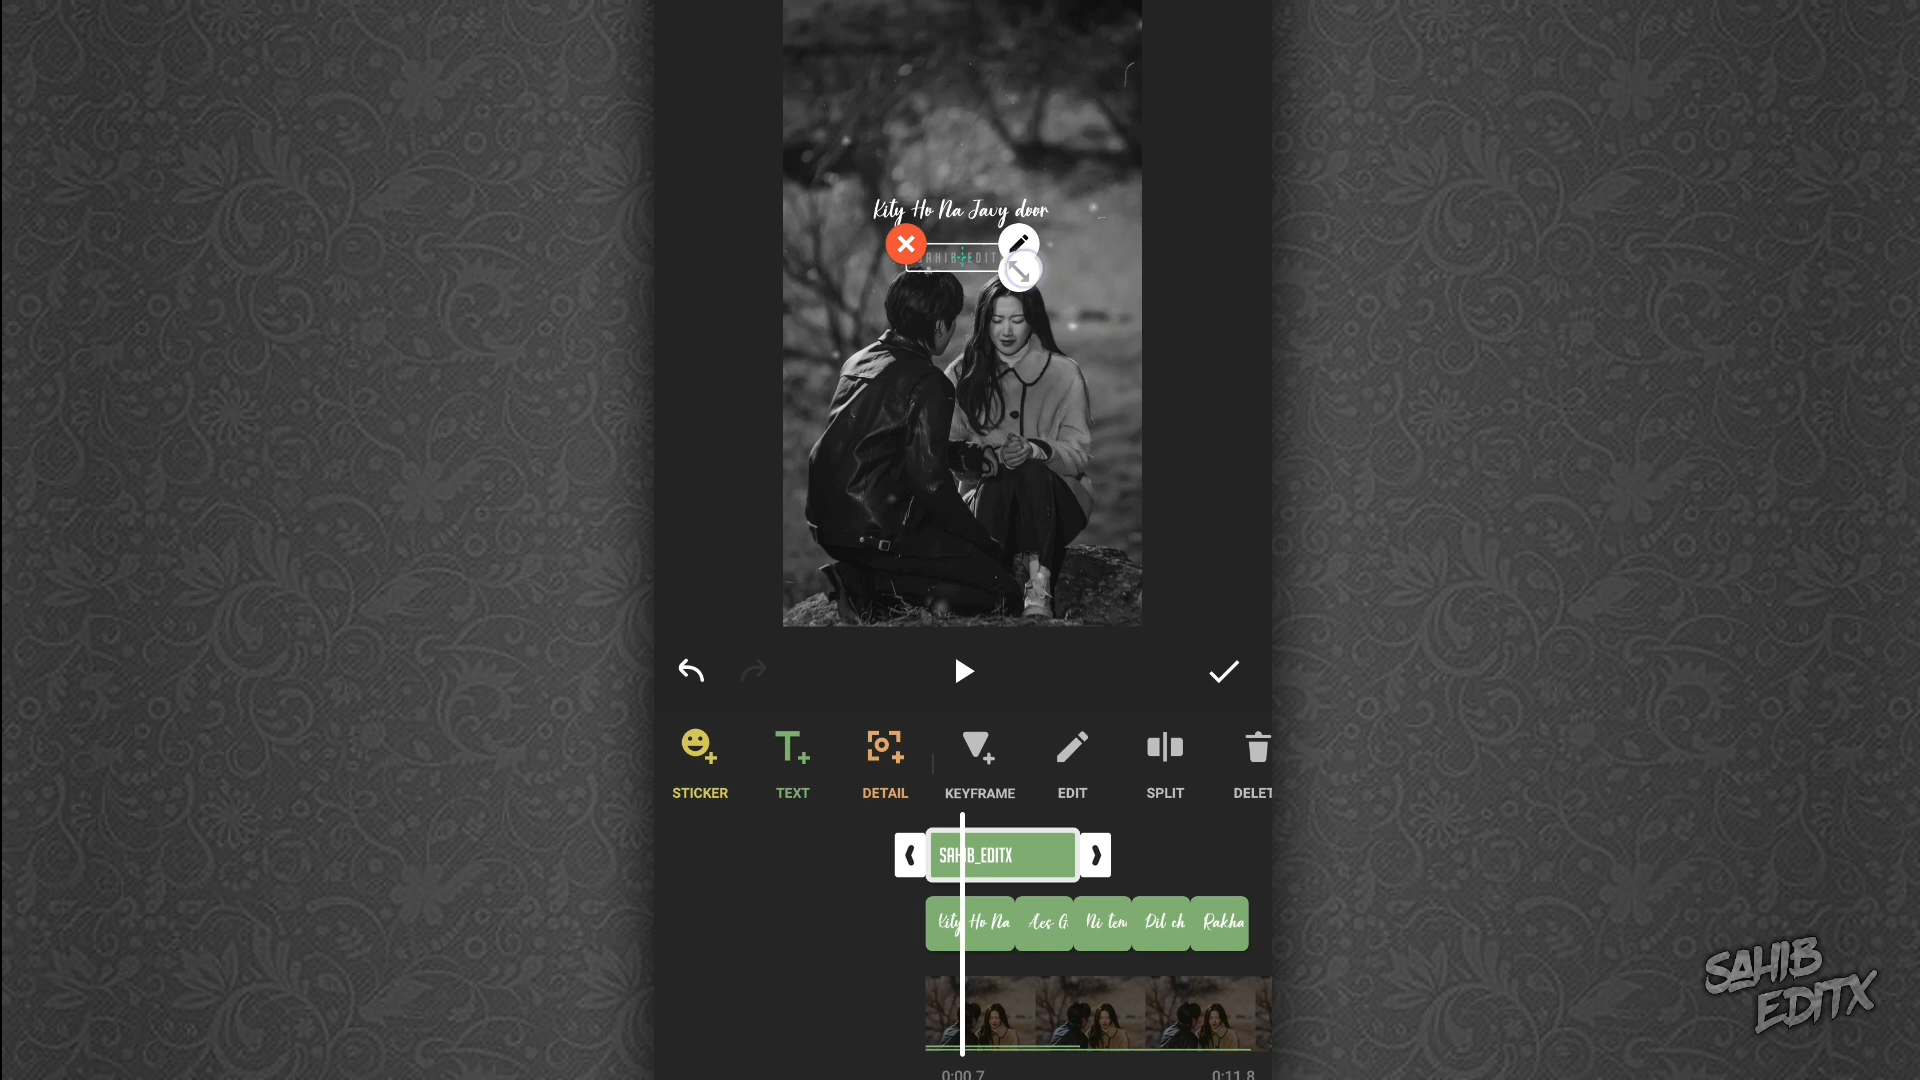 Kity Ho Na Javy door
STICKER
TEXT
DETAIL
KEYFRAME
EDIT
SPLIT
DELET
SAHIB_EDITX
Kity Ho Na
Aes G
Ni ten
Dil ch
Rakha
0:00.7
0:11.8
SAHIB
EDITX